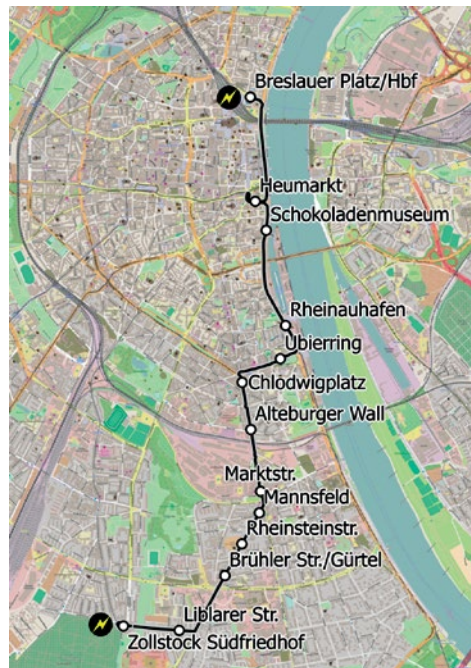 Breslauer Platz/Hbf
Heumarkt
Schokoladenmuseum
Rheinauhafen
Ubierring
Chlodwigplatz
Alteburger Wall
Marktstr.
Mannsfeld
Rheinsteinstr.
Brühler Str./Gürtel
Liblarer Str.
Zollstock Südfriedhof